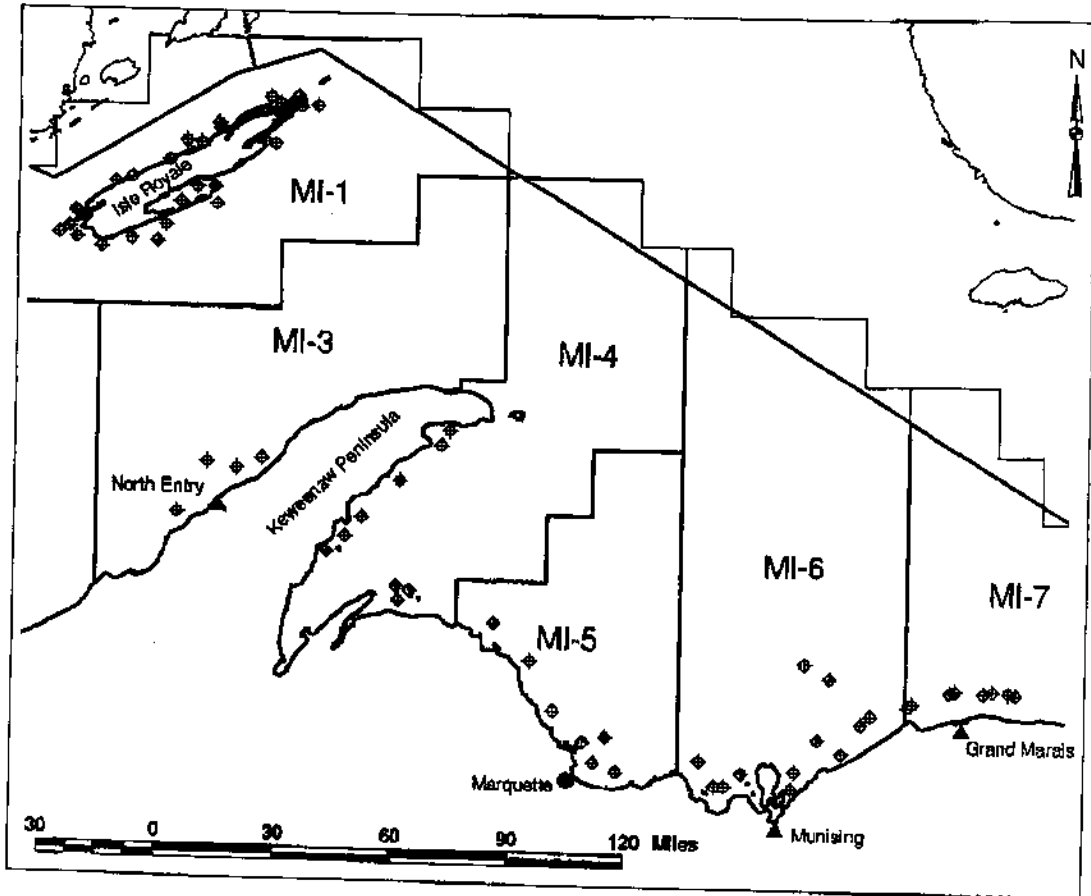 N
Isle Royale
MI-1
MI-3
MI-4
North Entry
Keweenaw Peninsula
MI-6
MI-7
MI-5
Grand Marais
Marquette
Munising
30 0 30 60 90 120 Miles